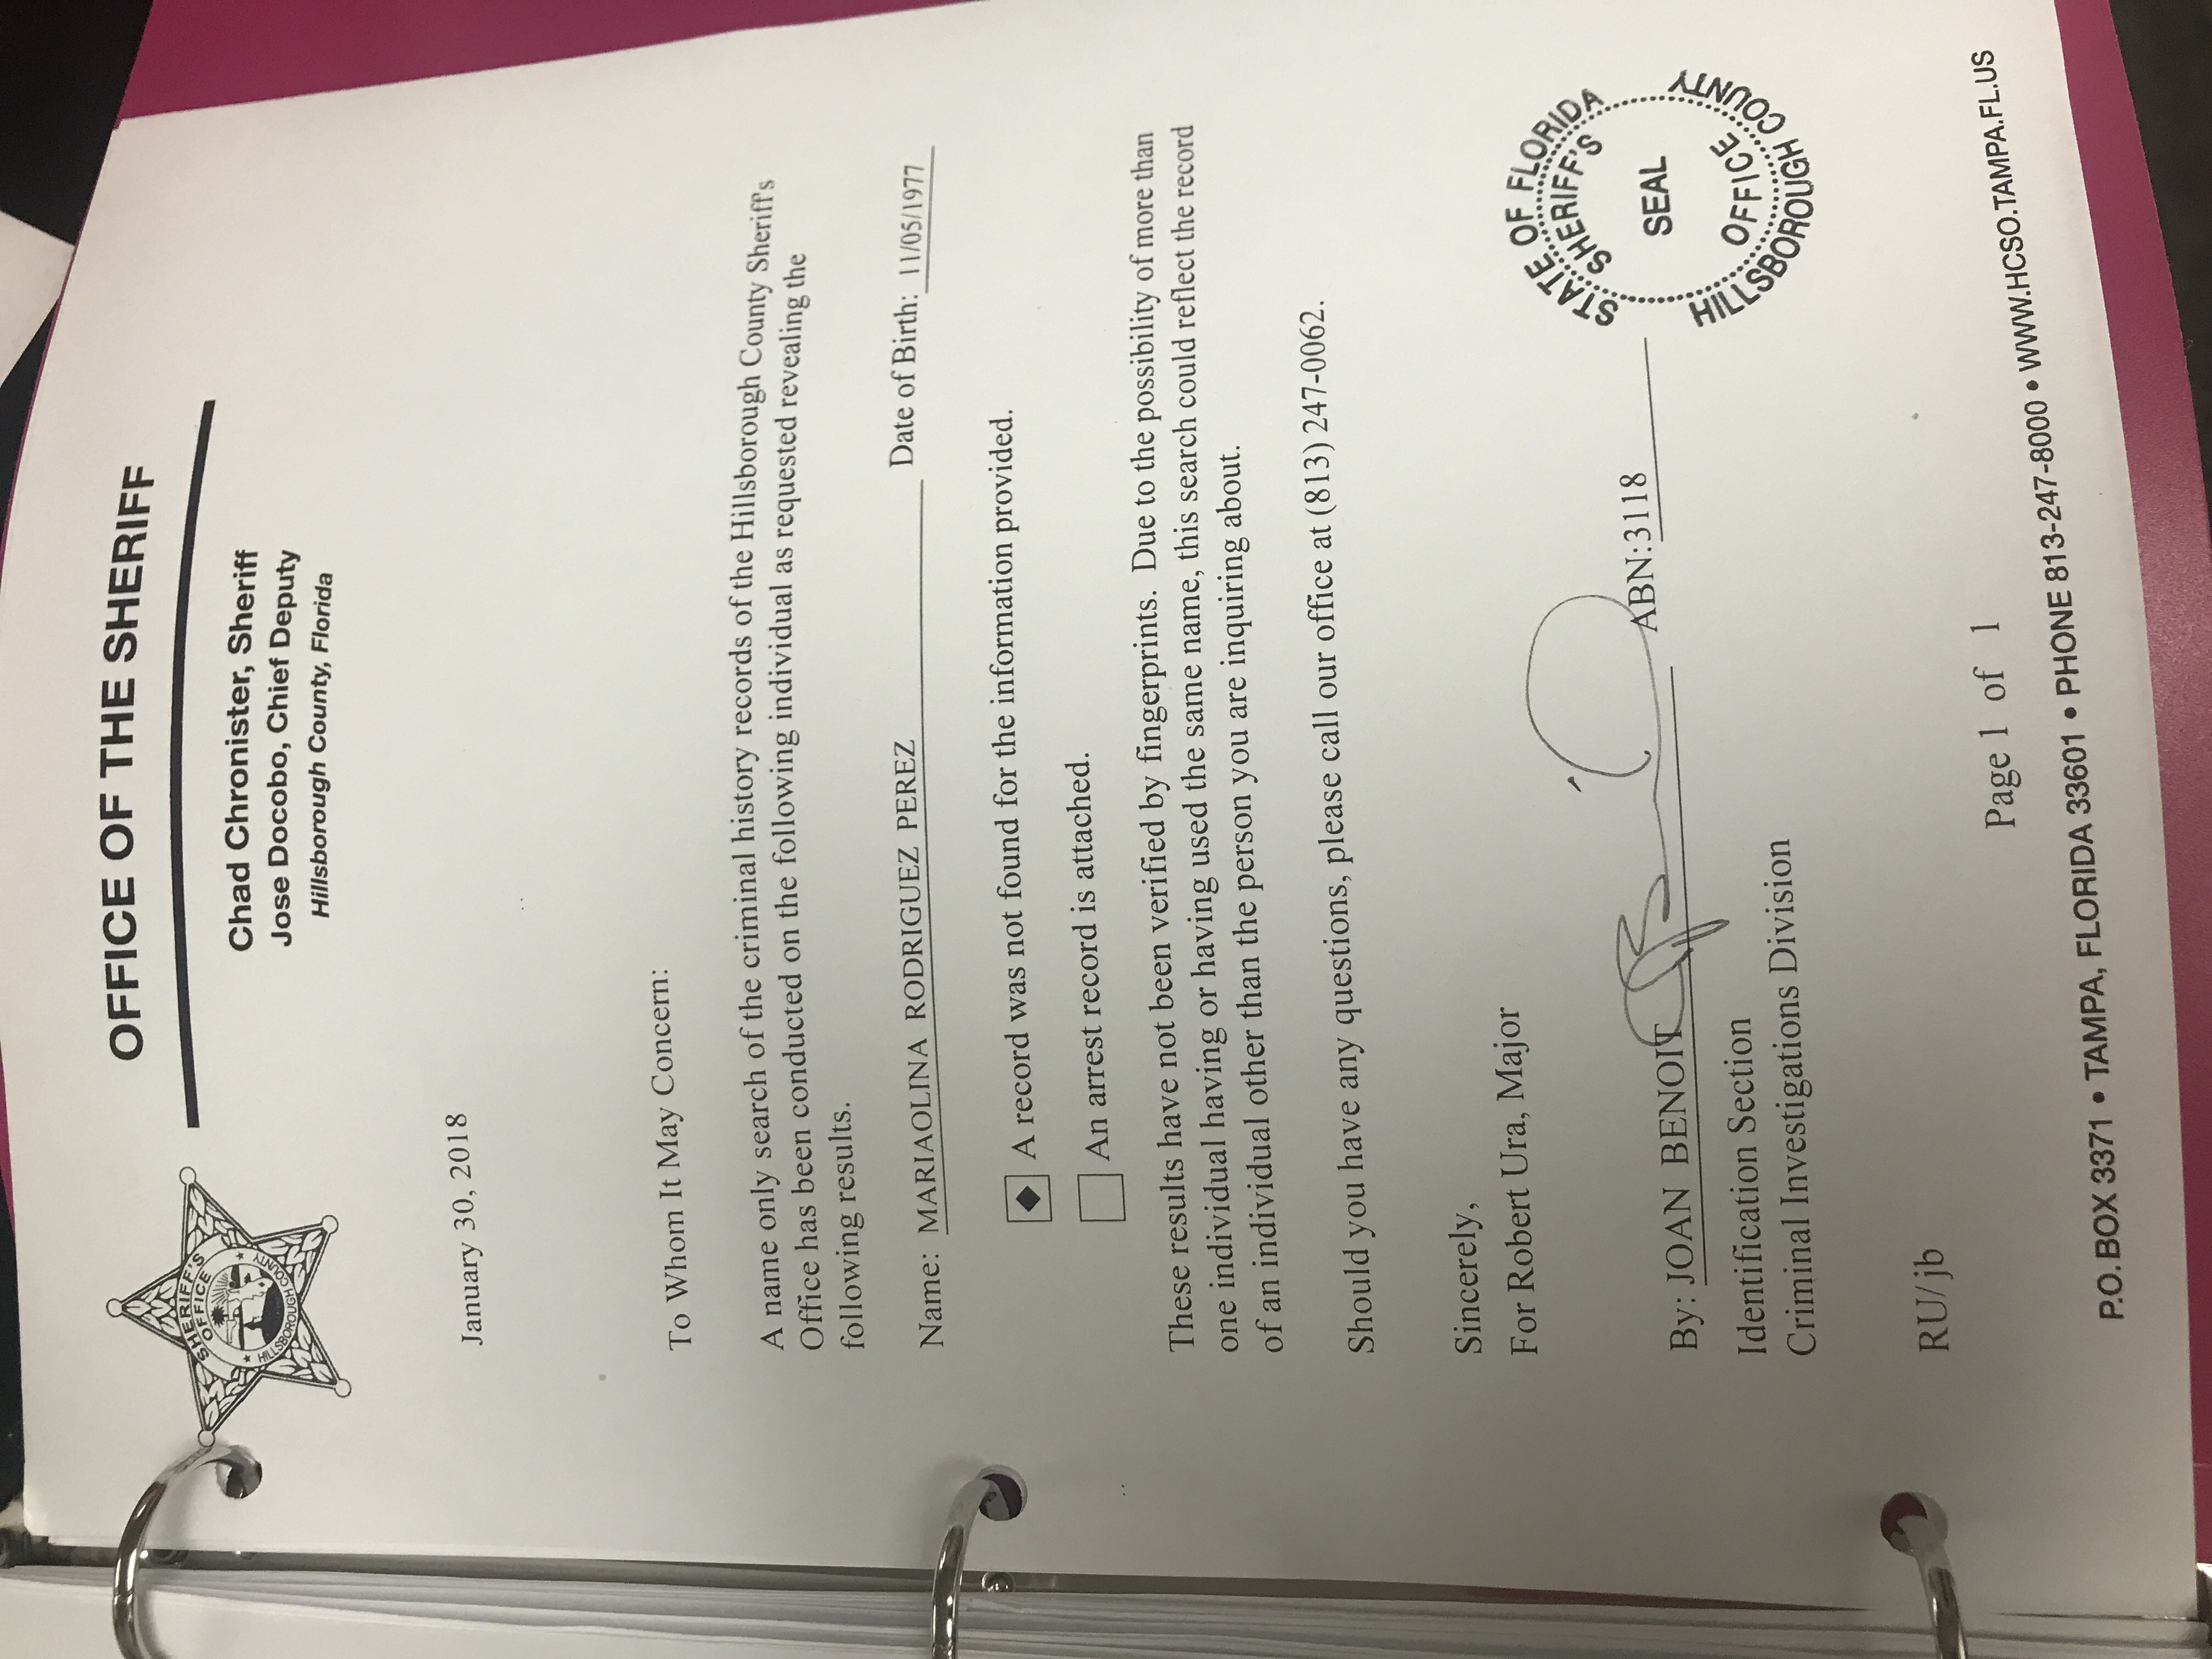 SHERIFF'S
OFFICE
HILLSBOROUGH COUNTY
OFFICE OF THE SHERIFF
Chad Chronister, Sheriff
Jose Docobo, Chief Deputy
Hillsborough County, Florida
January 30, 2018
To Whom It May Concern:
A name only search of the criminal history records of the Hillsborough County Sheriff's
Office has been conducted on the following individual as requested revealing the
following results.
Name: MARIAOLINA RODRIGUEZ PEREZ Date of Birth: 11/05/1977
A record was not found for the information provided.
An arrest record is attached.
These results have not been verified by fingerprints. Due to the possibility of more than
one individual having or having used the same name, this search could reflect the record
of an individual other than the person you are inquiring about.
Should you have any questions, please call our office at (813) 247-0062.
Sincerely,
For Robert Ura, Major
By: JOAN BENOIT ABN:3118
Identification Section
Criminal Investigations Division
STATE OF FLORIDA
SHERIFF'S
SEAL
OFFICE
HILLSBOROUGH COUNTY
RU/jb
Page 1 of 1
P.O. BOX 3371 • TAMPA, FLORIDA 33601 • PHONE 813-247-8000 • WWW.HCSO.TAMPA.FL.US